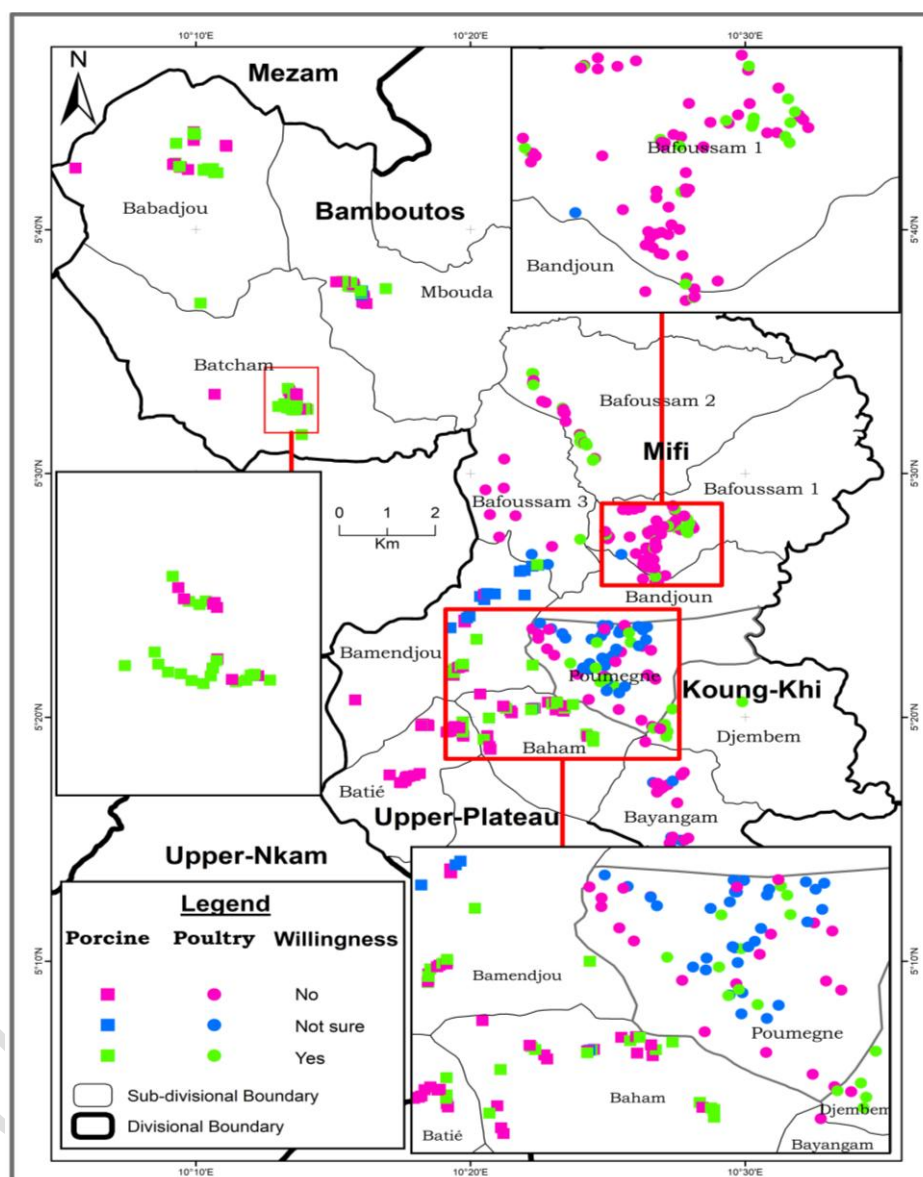 10°10'E 10°20'E 10°30'E
N
Mezam
Bafoussam 1
Babadjou
Bamboutos
5°40'N 5°40'N
Bandjoun
Mbouda
Batcham
Bafoussam 2
Mifi
5°30'N 5°30'N
Bafoussam 3
Bafoussam 1
0 1 2
Km
Bandjoun
Bamendjou
Poumegne
Koung-Khi
5°20'N 5°20'N
Djembem
Baham
Batié
Upper-Plateau
Bayangam
Upper-Nkam
Legend
Porcine Poultry Willingness
No
Not sure
Yes
Sub-divisional Boundary
Divisional Boundary
5°10'N 5°10'N
Bamendjou
Poumegne
Baham
Djembem
Batié
Bayangam
10°10'E 10°20'E 10°30'E